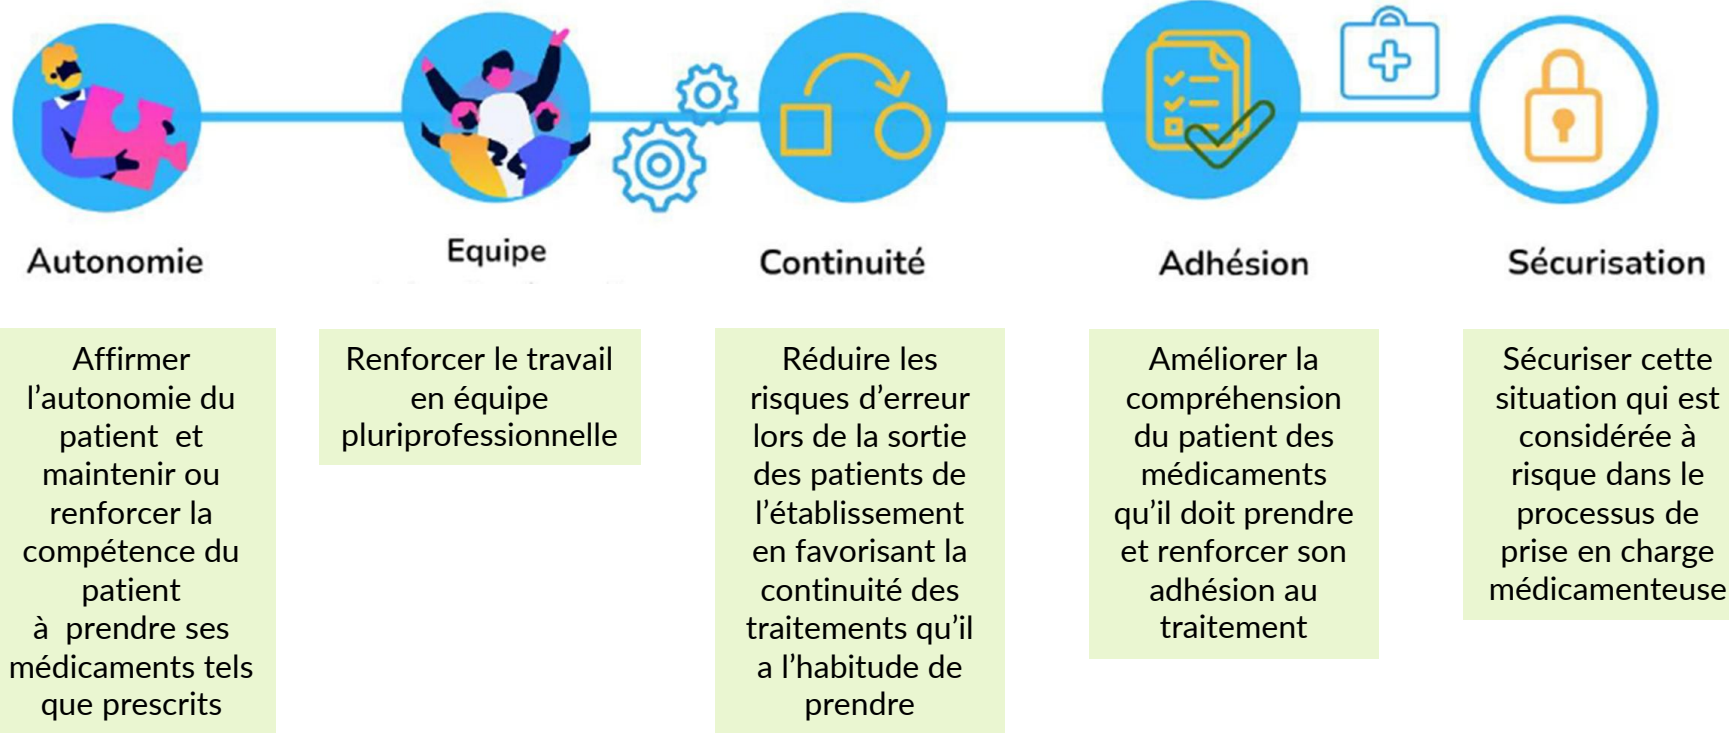 Autonomie
Equipe
Continuité
Adhésion
Sécurisation
Affirmer
l’autonomie du
patient et
maintenir ou
renforcer la
compétence du
patient
à prendre ses
médicaments tels
que prescrits
Renforcer le travail
en équipe
pluriprofessionnelle
Réduire les
risques d’erreur
lors de la sortie
des patients de
l’établissement
en favorisant la
continuité des
traitements qu’il
a l’habitude de
prendre
Améliorer la
compréhension
du patient des
médicaments
qu’il doit prendre
et renforcer son
adhésion au
traitement
Sécuriser cette
situation qui est
considérée à
risque dans le
processus de
prise en charge
médicamenteuse